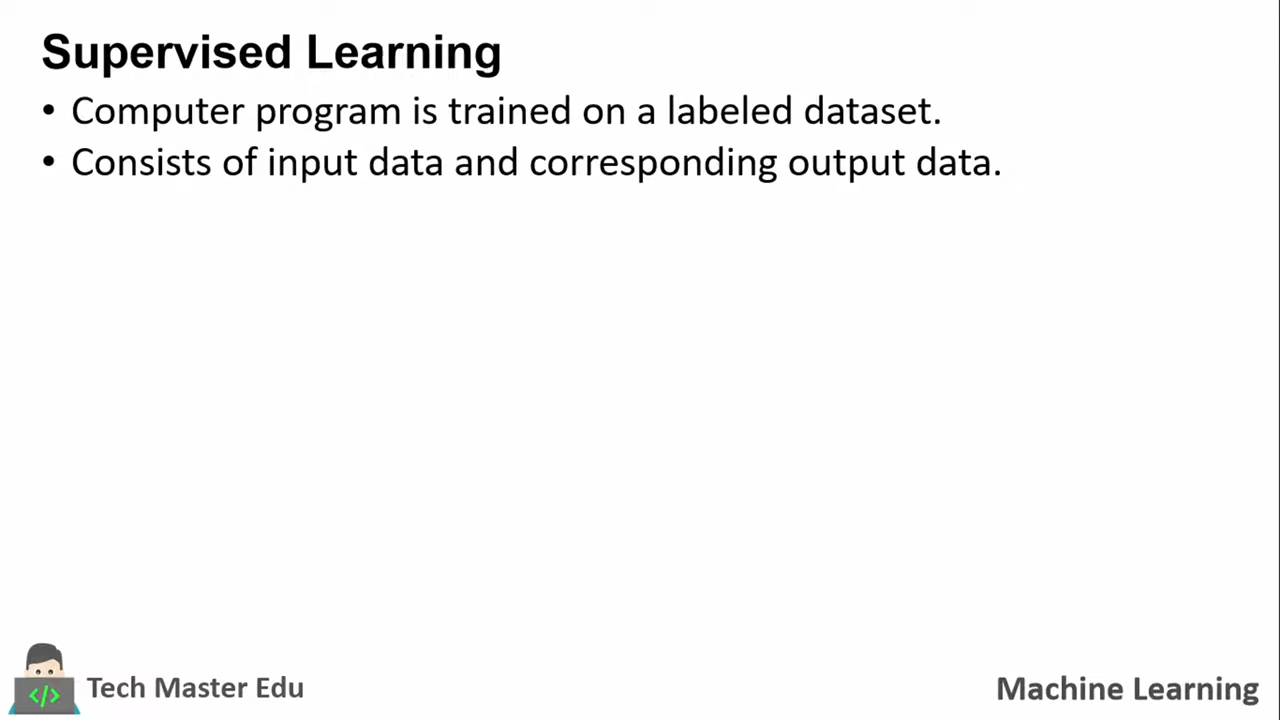 Supervised Learning
• Computer program is trained on a labeled dataset.
• Consists of input data and corresponding output data.
</>
Tech Master Edu
Machine Learning